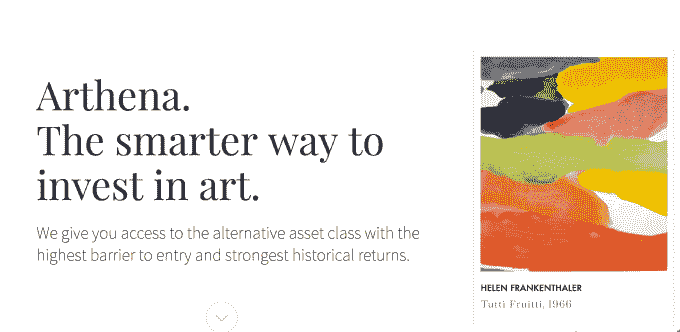 Arthena.
The smarter way to
invest in art.
We give you access to the alternative asset class with the
highest barrier to entry and strongest historical returns.
HELEN FRANKENTHALER
Tutti Fruitti, 1966